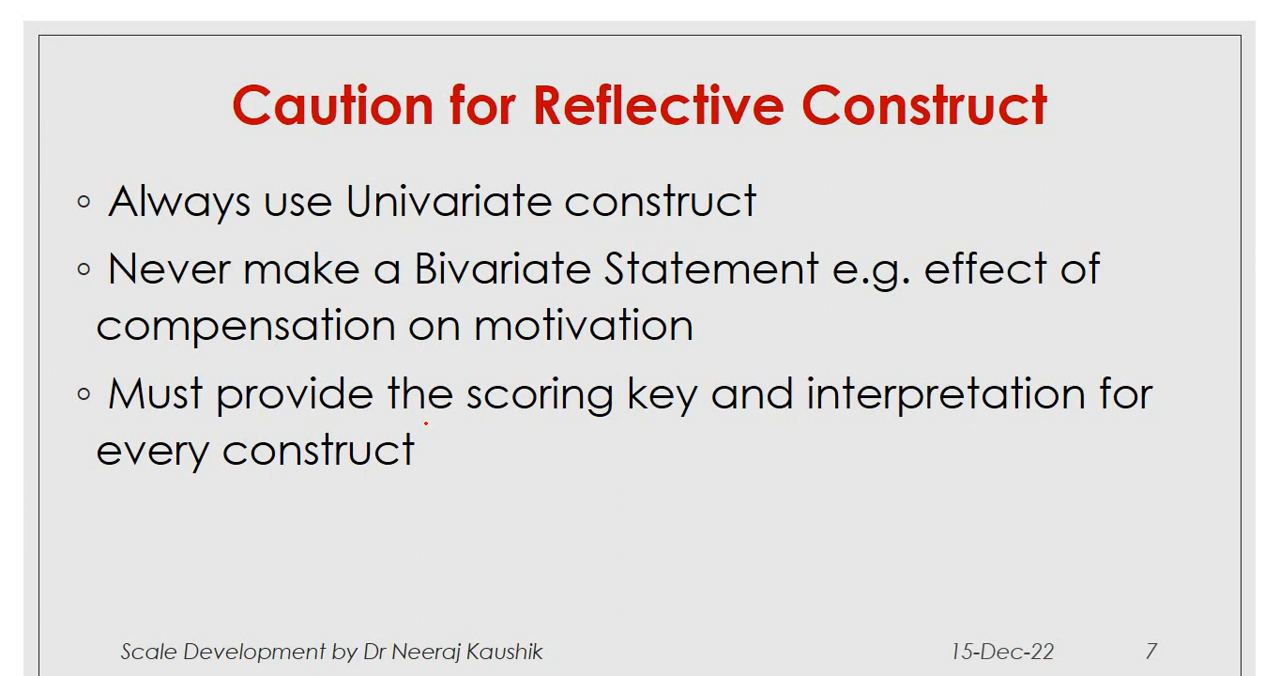 Caution for Reflective Construct
◦ Always use Univariate construct
◦ Never make a Bivariate Statement e.g. effect of
compensation on motivation
◦ Must provide the scoring key and interpretation for
every construct
Scale Development by Dr Neeraj Kaushik 15-Dec-22 7